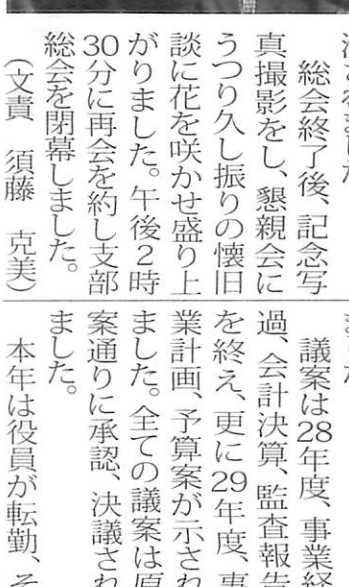 総会終了後、記念写
真撮影をし、懇親会に
うつり久し振りの懐旧
談に花を咲かせ盛り上
がりました。午後2時
30分に再会を約し支部
総会を閉幕しました。
（文責　須藤　克美）
議案は28年度、事業経
過、会計決算、監査報告
を終え、更に29年度、事
業計画、予算案が示され
ました。全ての議案は原
案通りに承認、決議され
ました。
本年は役員が転勤、そ